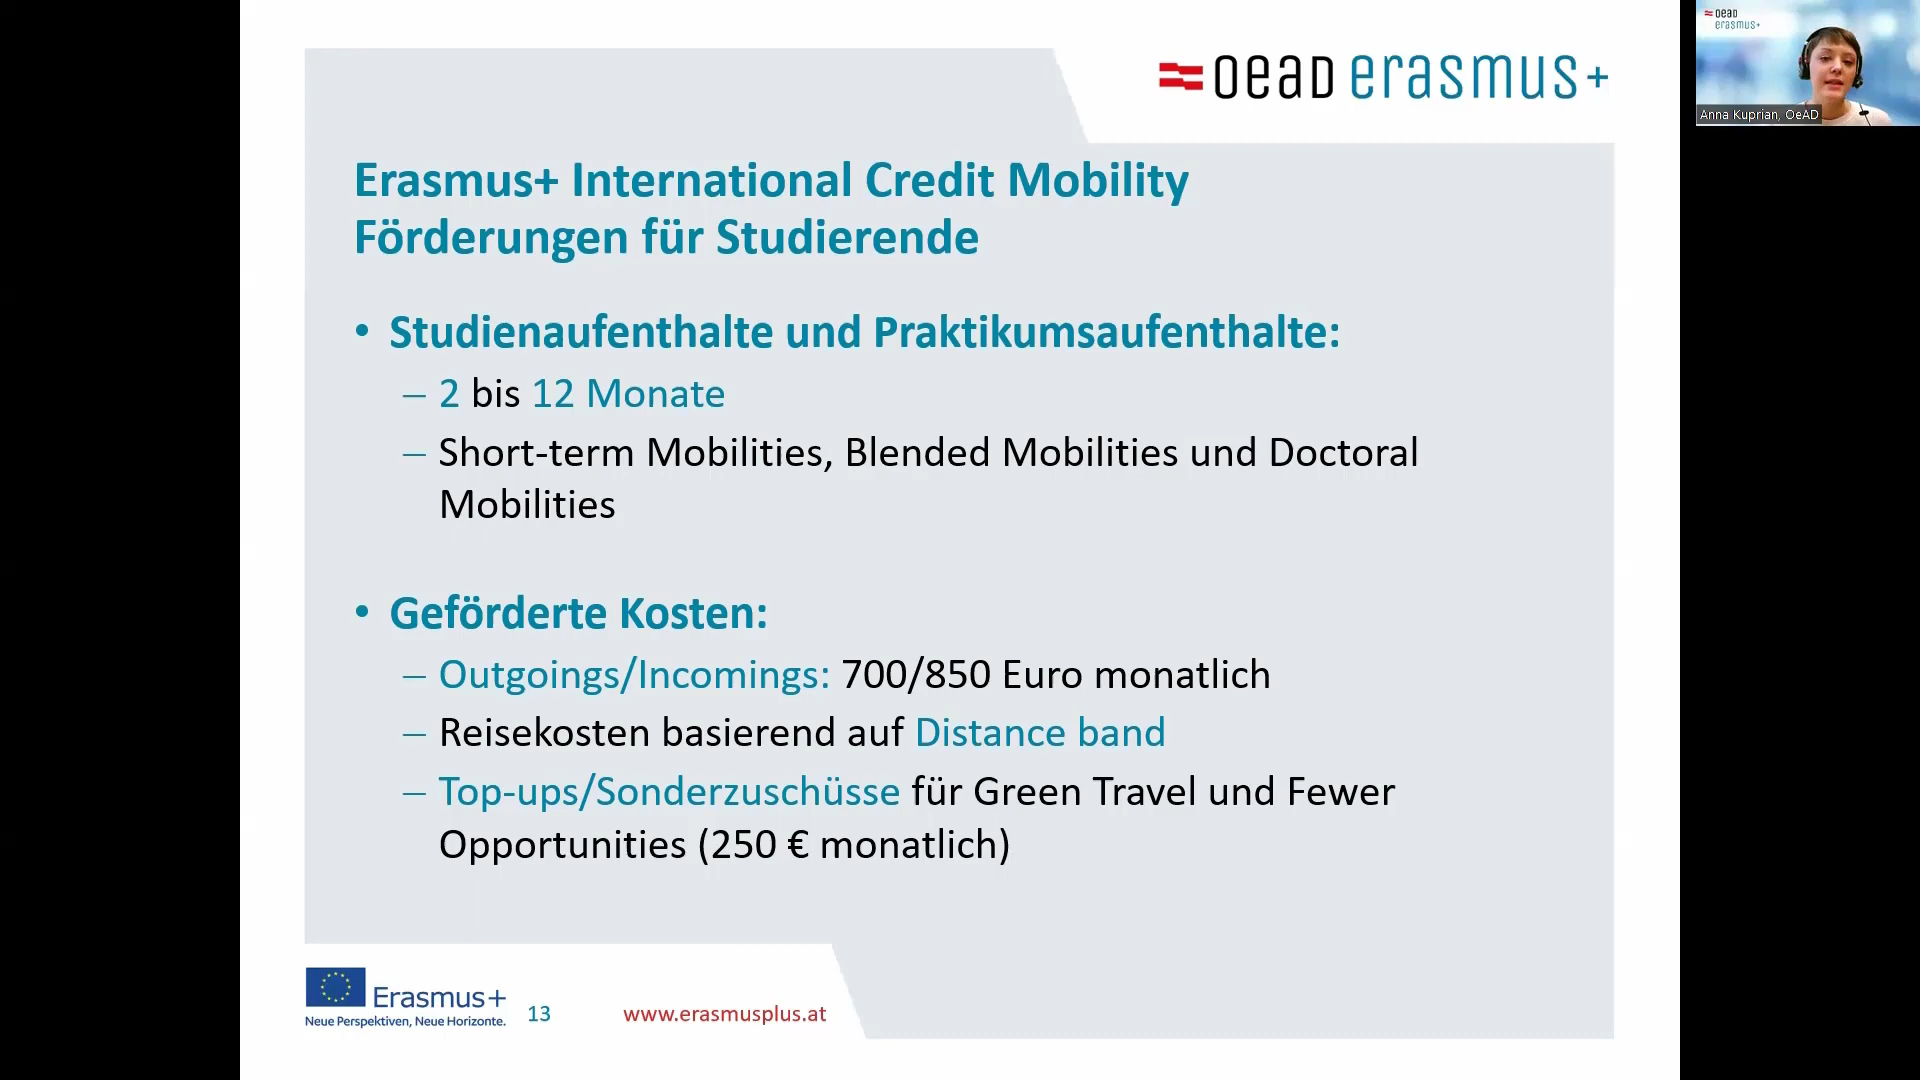 oead erasmus+
oead
erasmus+
Anna Kuprian, OeAD
Erasmus+ International Credit Mobility
Förderungen für Studierende
• Studienaufenthalte und Praktikumsaufenthalte:
– 2 bis 12 Monate
– Short-term Mobilities, Blended Mobilities und Doctoral
Mobilities
• Geförderte Kosten:
– Outgoings/Incomings: 700/850 Euro monatlich
– Reisekosten basierend auf Distance band
– Top-ups/Sonderzuschüsse für Green Travel und Fewer
Opportunities (250 € monatlich)
Erasmus+
Neue Perspektiven, Neue Horizonte.
13
www.erasmusplus.at